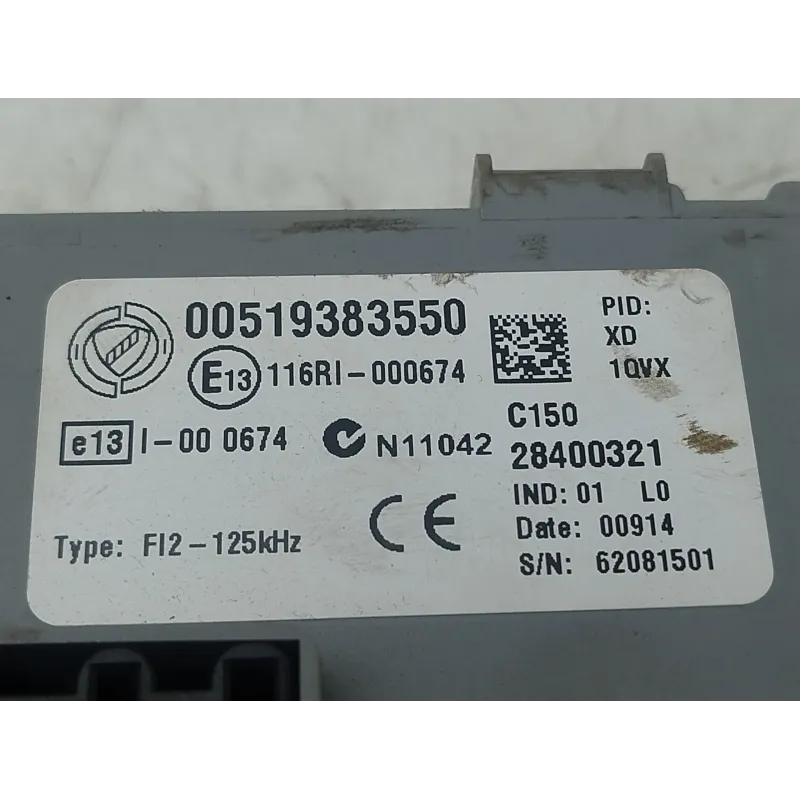 00519383550
E13 116RI-000674
e13 I-00 0674 N11042
Type: FI2-125kHz
CE
PID:
XD
1QVX
C150
28400321
IND: 01 L0
Date: 00914
S/N: 62081501